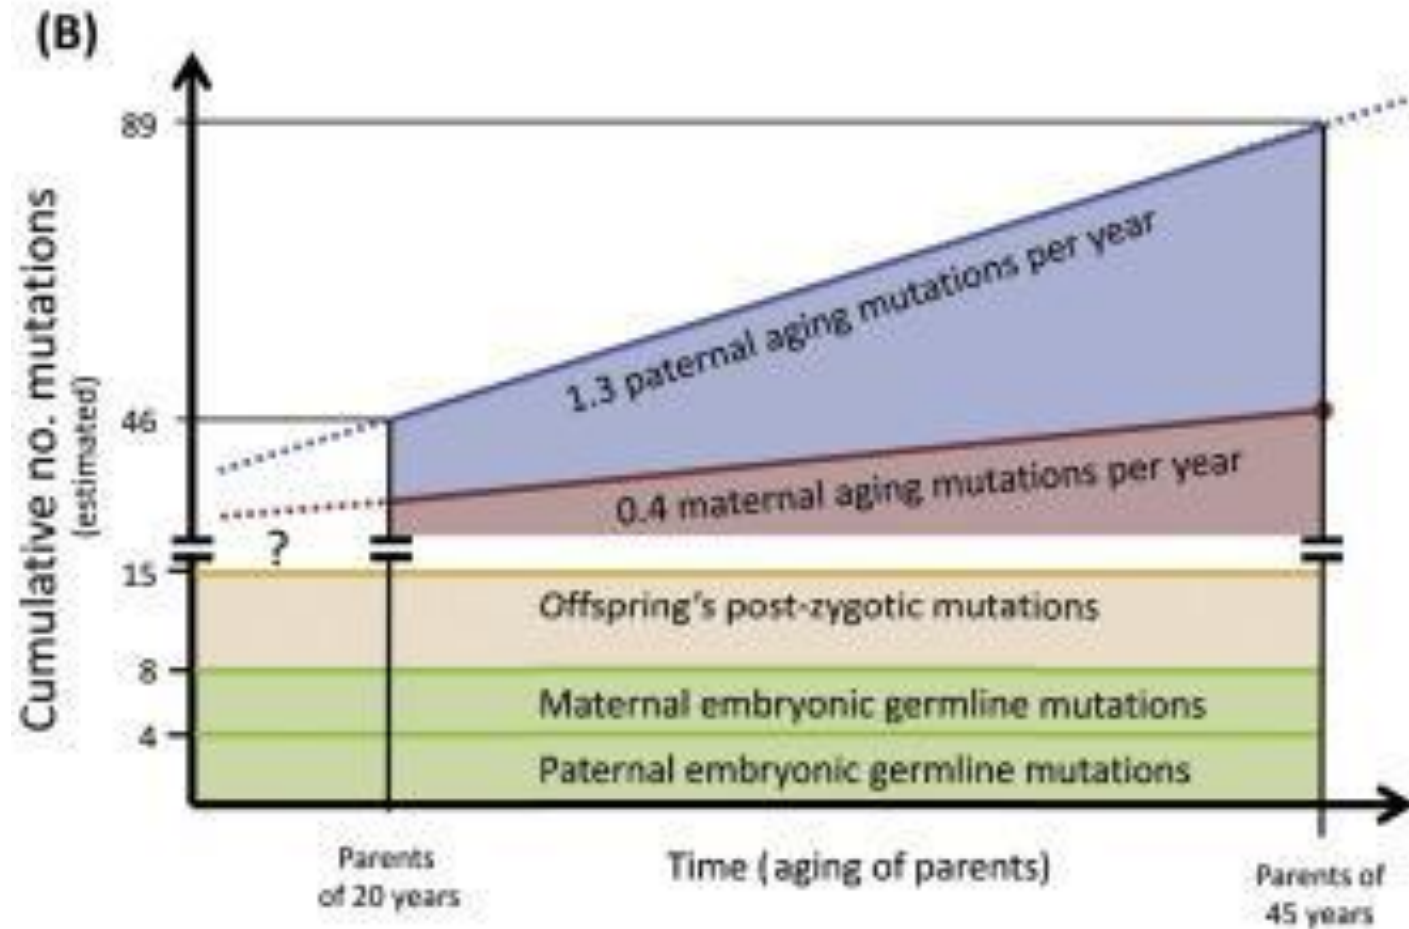 (B)
89
46
15
8
4
Cumulative no. mutations
(estimated)
1.3 paternal aging mutations per year
0.4 maternal aging mutations per year
?
Offspring's post-zygotic mutations
Maternal embryonic germline mutations
Paternal embryonic germline mutations
Parents
of 20 years
Time (aging of parents)
Parents of
45 years